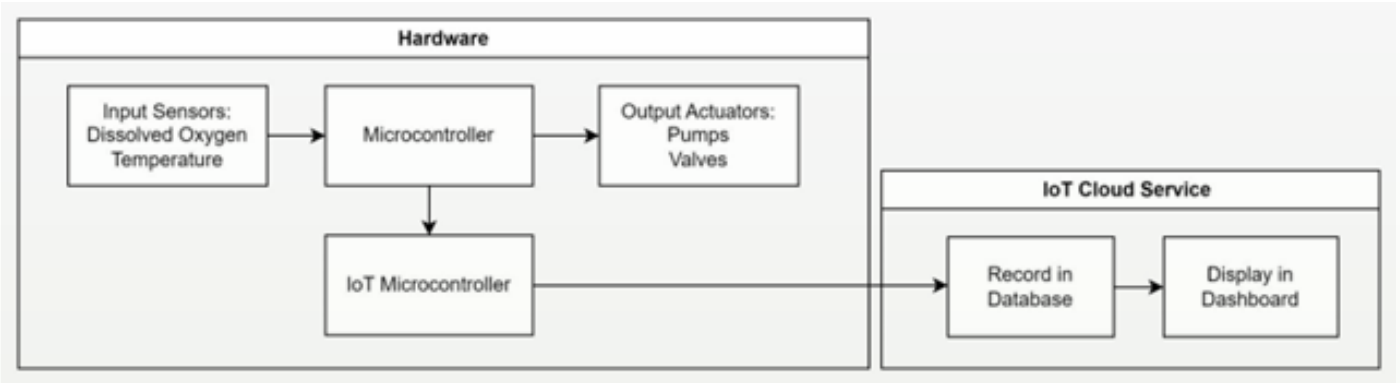 Hardware
Input Sensors:
Dissolved Oxygen
Temperature
Microcontroller
Output Actuators:
Pumps
Valves
IoT Microcontroller
IoT Cloud Service
Record in
Database
Display in
Dashboard